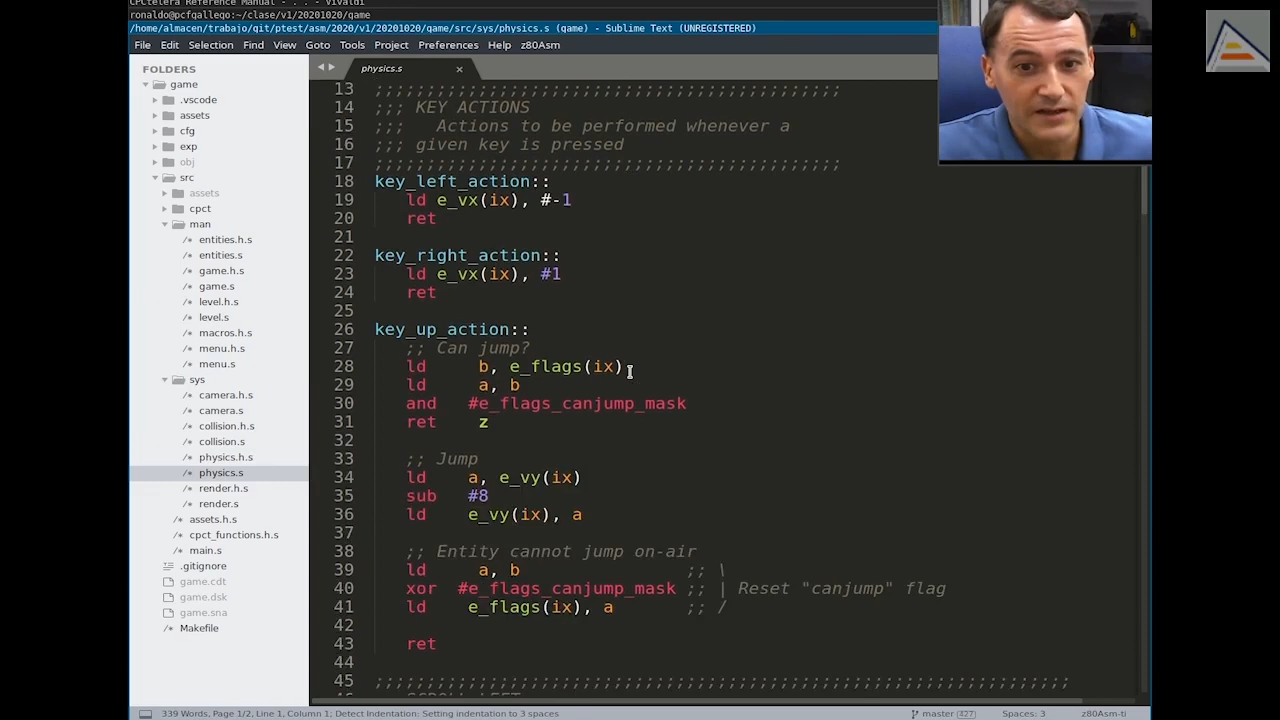 CPCtelera Reference Manual - . . - Vivaldi
ronaldo@pcfgallego:~/clase/v1/20201020/game
/home/almacen/trabajo/git/ptest/asm/2020/v1/20201020/game/src/sys/physics.s (game) - Sublime Text (UNREGISTERED)
File Edit Selection Find View Goto Tools Project Preferences Help z80Asm
FOLDERS
game
.vscode
assets
cfg
exp
obj
src
assets
cpct
man
entities.h.s
entities.s
game.h.s
game.s
level.h.s
level.s
macros.h.s
menu.h.s
menu.s
sys
camera.h.s
camera.s
collision.h.s
collision.s
physics.h.s
physics.s
render.h.s
render.s
assets.h.s
cpct_functions.h.s
main.s
.gitignore
game.cdt
game.dsk
game.sna
Makefile
physics.s ×
13 ;;;;;;;;;;;;;;;;;;;;;;;;;;;;;;;;;;;;;;;;;;;;;
14 ;;; KEY ACTIONS
15 ;;;   Actions to be performed whenever a
16 ;;; given key is pressed
17 ;;;;;;;;;;;;;;;;;;;;;;;;;;;;;;;;;;;;;;;;;;;;;
18 key_left_action::
19 ld e_vx(ix), #-1
20 ret
21
22 key_right_action::
23 ld e_vx(ix), #1
24 ret
25
26 key_up_action::
27 ;; Can jump?
28 ld b, e_flags(ix)
29 ld a, b
30 and #e_flags_canjump_mask
31 ret z
32
33 ;; Jump
34 ld a, e_vy(ix)
35 sub #8
36 ld e_vy(ix), a
37
38 ;; Entity cannot jump on-air
39 ld a, b ;; \
40 xor #e_flags_canjump_mask ;; | Reset "canjump" flag
41 ld e_flags(ix), a ;; /
42
43 ret
44
45 ;;;;;;;;;;;;;;;;;;;;;;;;;;;;;;;;;;;;;;;;;;;;;;;;;;;;;;;;;;;;;;;;;;;
339 Words, Page 1/2, Line 1, Column 1; Detect Indentation: Setting indentation to 3 spaces master 427 Spaces: 3 z80Asm-ti